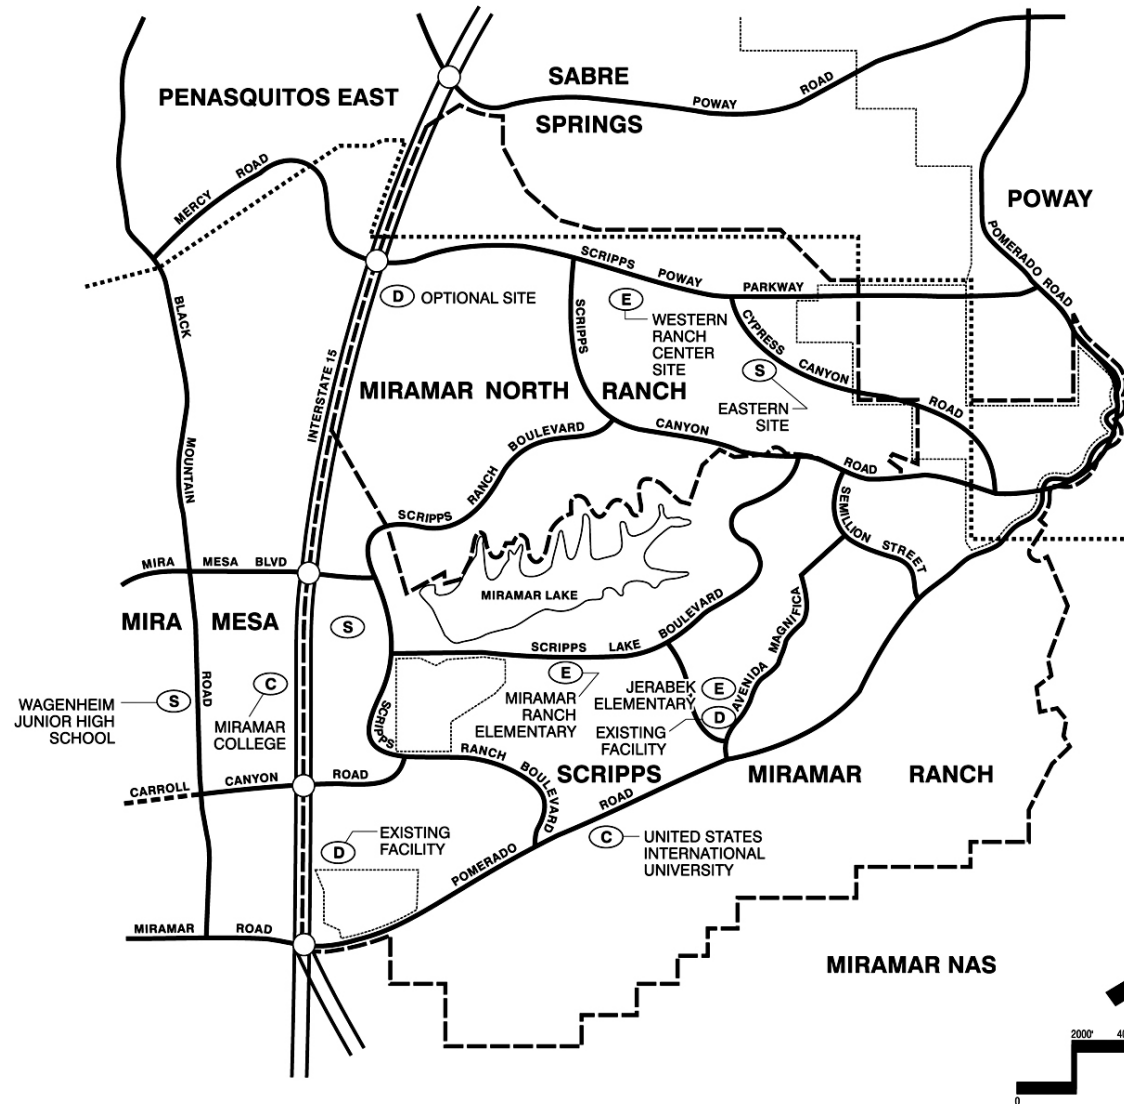 SABRE
SPRINGS
PENASQUITOS EAST
POWAY
ROAD
MERCY
ROAD
POWAY
POMERADO ROAD
SCRIPPS
POWAY
PARKWAY
D
OPTIONAL SITE
E
WESTERN
RANCH
CENTER
SITE
BLACK
MOUNTAIN
ROAD
SCRIPPS
CYPRESS
CANYON
ROAD
INTERSTATE 15
S
EASTERN
SITE
MIRAMAR NORTH RANCH
SCRIPPS
RANCH
BOULEVARD
CANYON
ROAD
SEMILLION
STREET
MIRA MESA BLVD
MIRAMAR LAKE
MIRA MESA
S
SCRIPPS LAKE BOULEVARD
AVENIDA MAGNIFICA
S
WAGENHEIM
JUNIOR HIGH
SCHOOL
C
MIRAMAR
COLLEGE
E
MIRAMAR
RANCH
ELEMENTARY
JERABEK
ELEMENTARY
E
EXISTING
FACILITY
D
SCRIPPS
RANCH
BOULEVARD
SCRIPPS MIRAMAR RANCH
CARROLL
CANYON
ROAD
EXISTING
FACILITY
D
POMERADO
ROAD
C
UNITED STATES
INTERNATIONAL
UNIVERSITY
MIRAMAR ROAD
MIRAMAR NAS
2000'
0